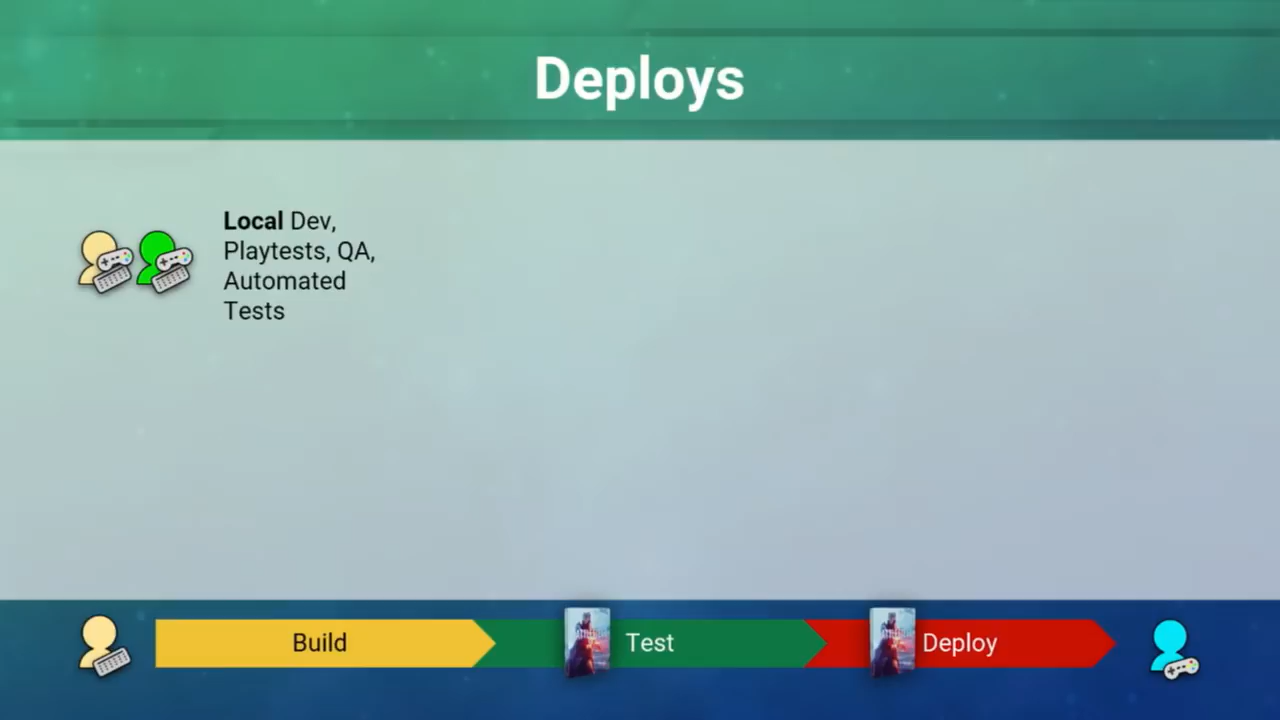 Deploys
Local Dev,
Playtests, QA,
Automated
Tests
Build
Test
Deploy